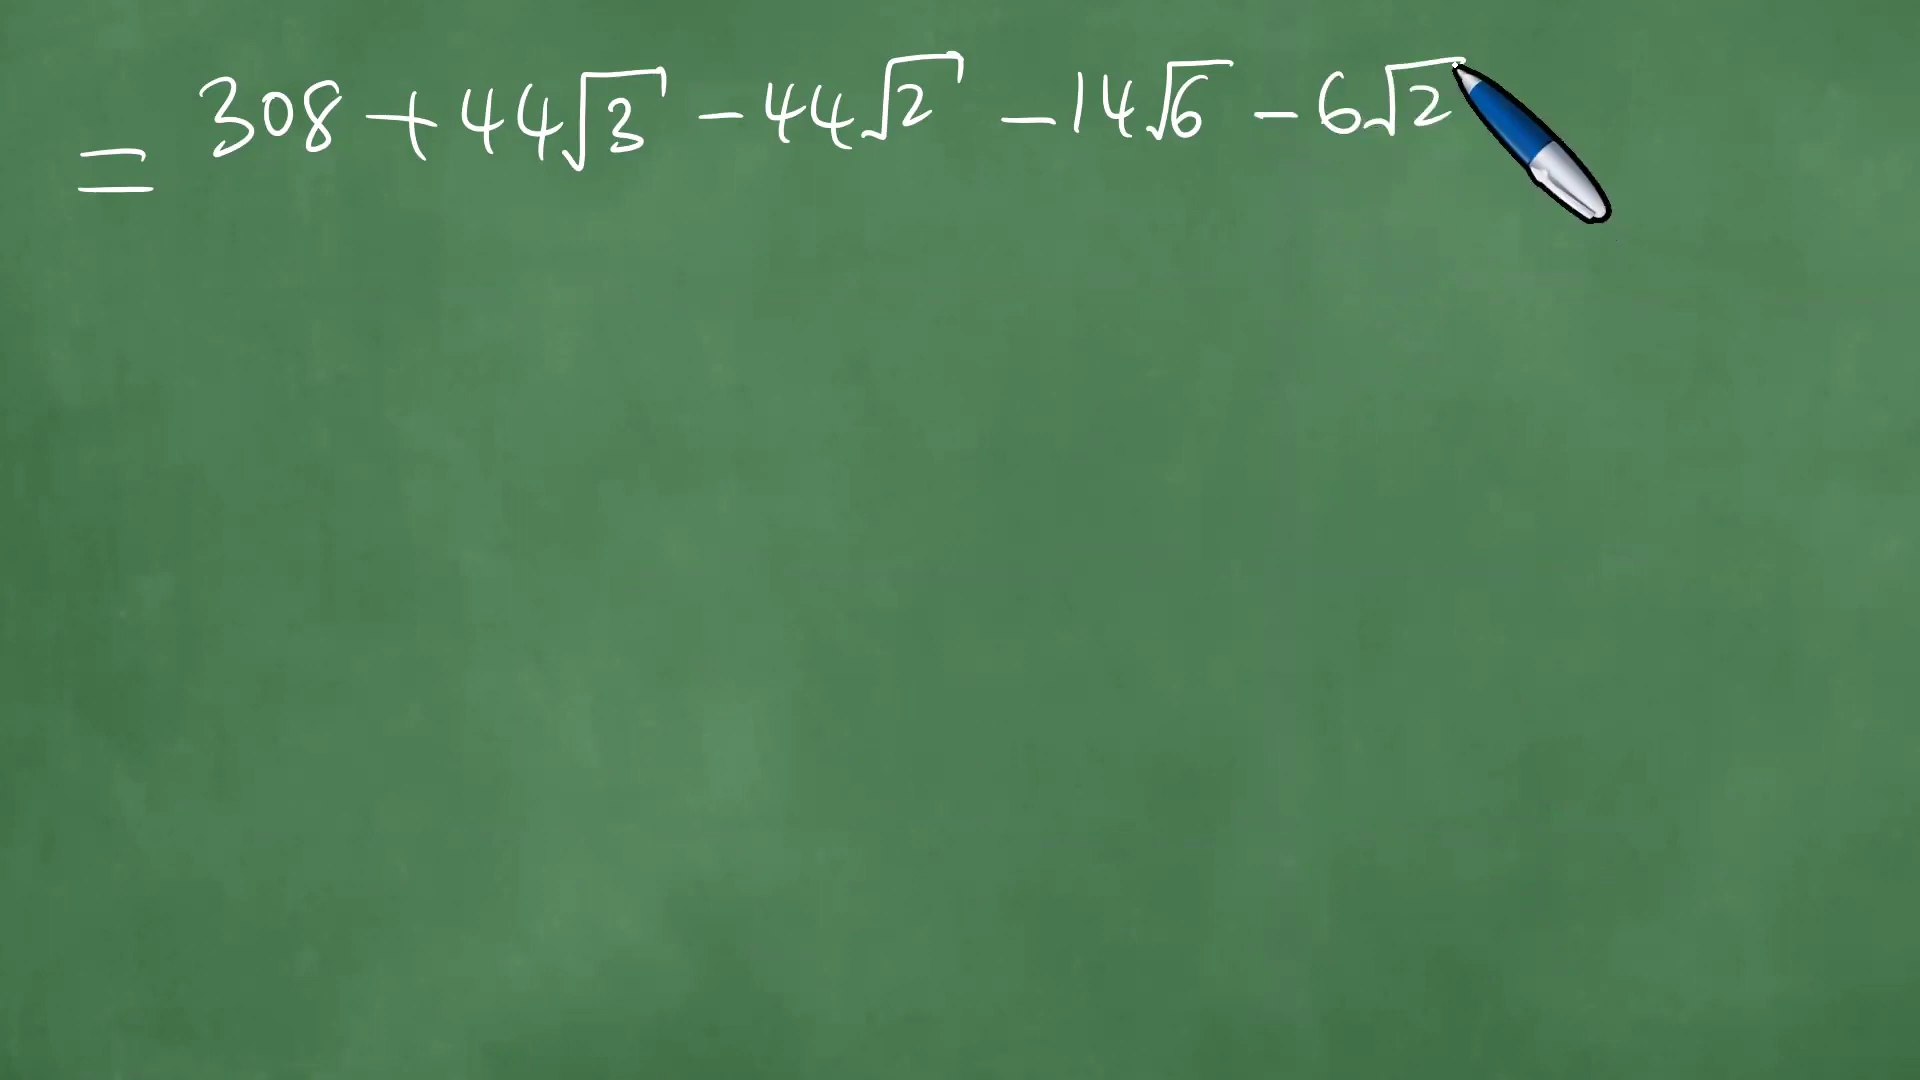 = 308 + 44√3 - 44√2 - 14√6 - 6√2